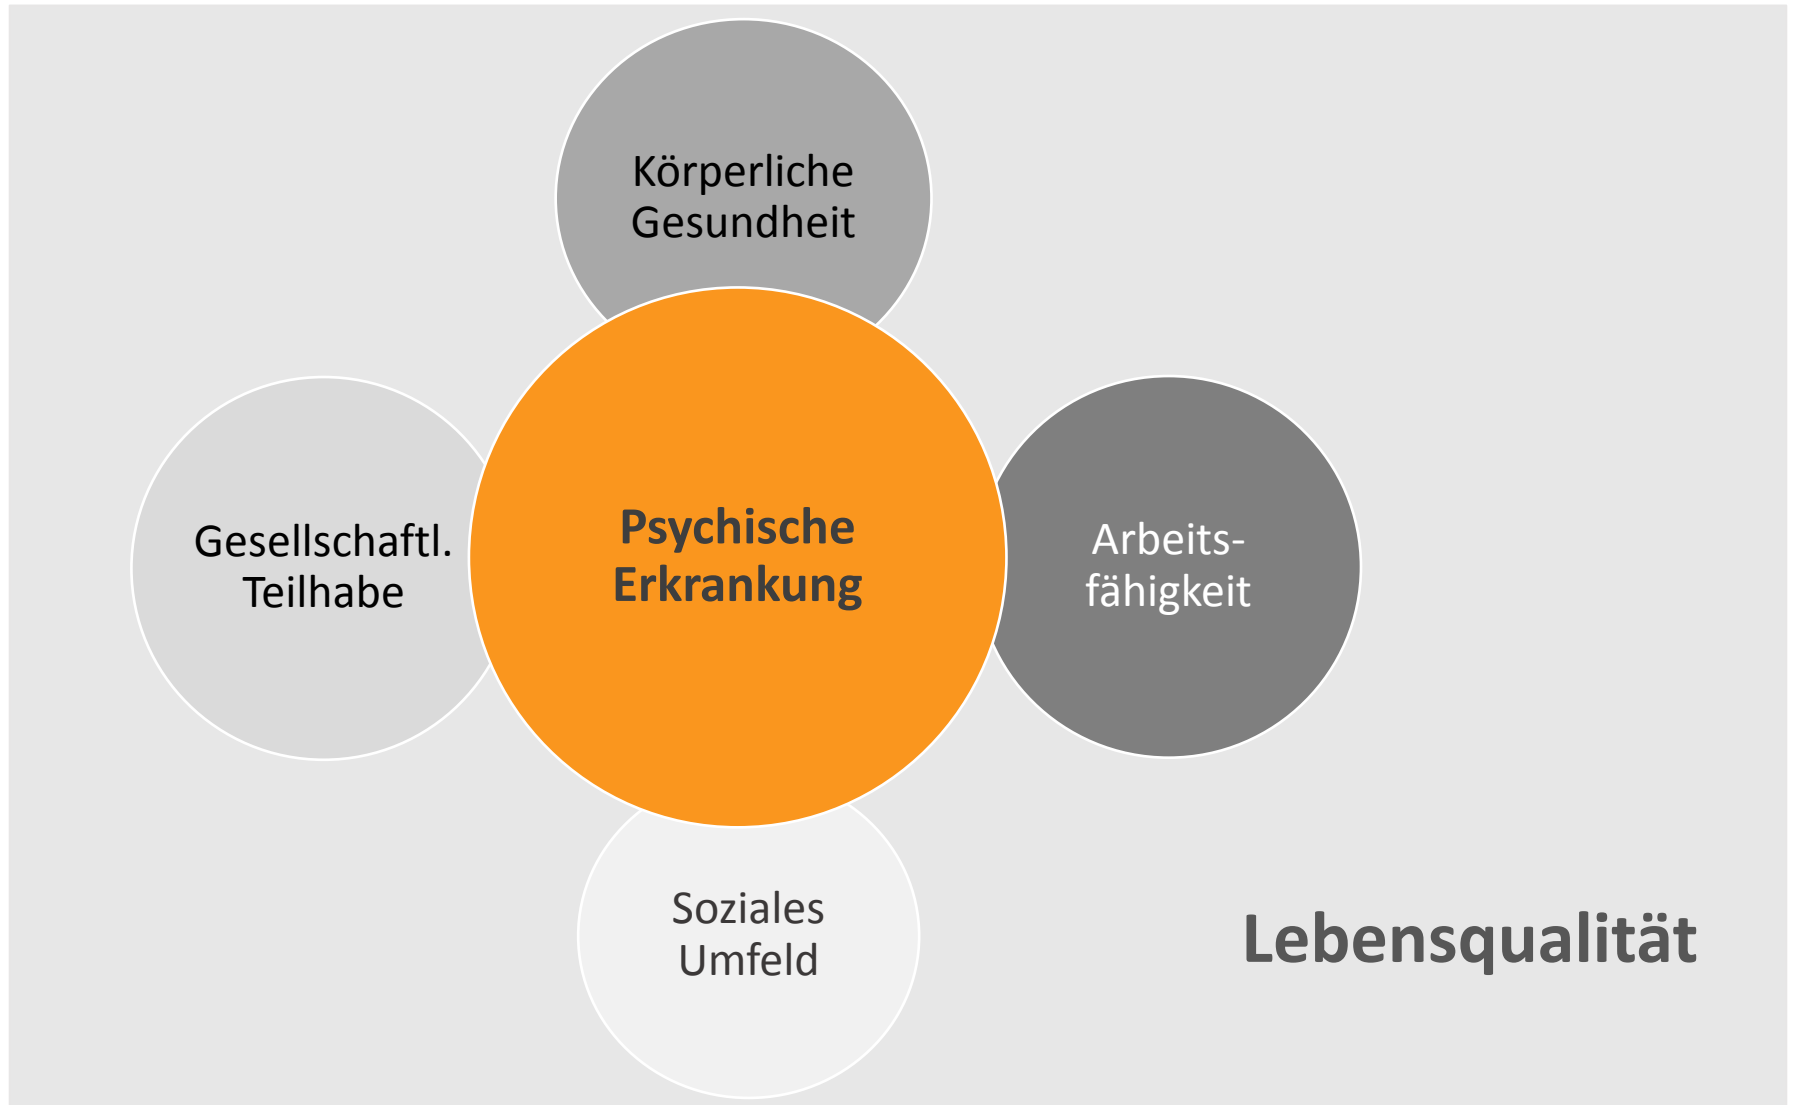 Körperliche
Gesundheit
Gesellschaftl.
Teilhabe
Psychische
Erkrankung
Arbeits-
fähigkeit
Soziales
Umfeld
Lebensqualität